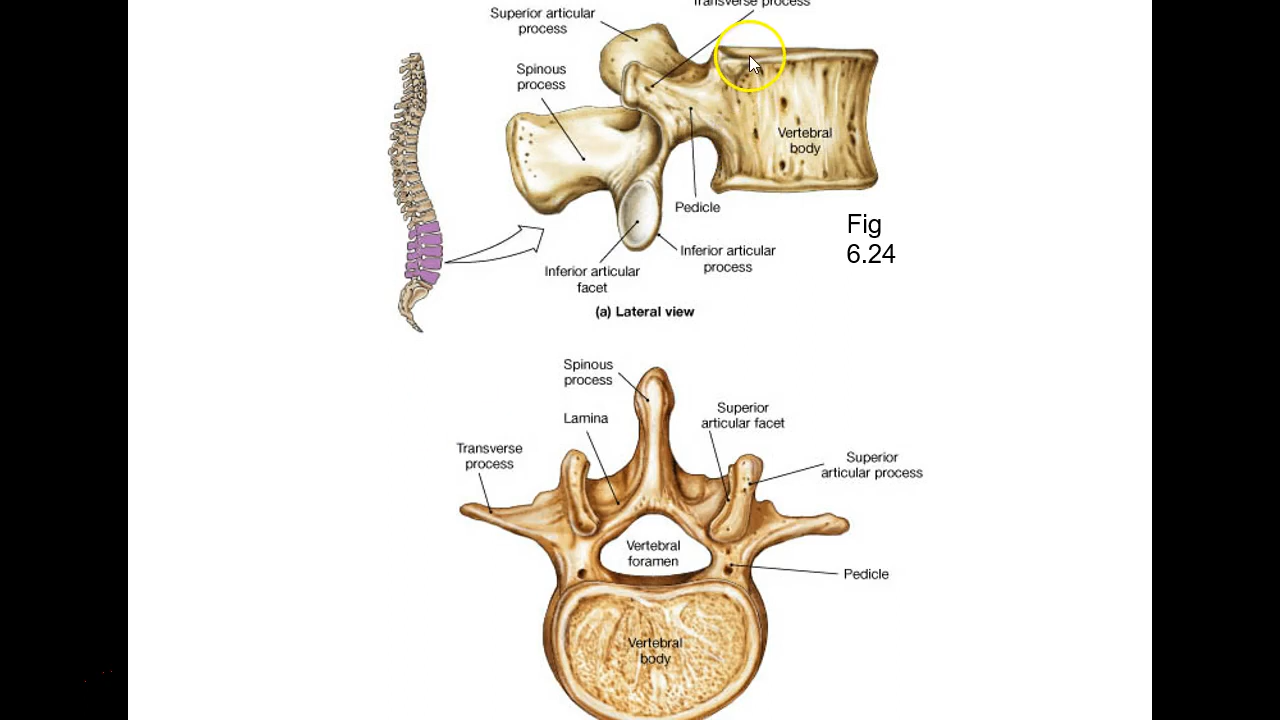 Transverse process
Superior articular
process
Spinous
process
Vertebral
body
Pedicle
Fig
6.24
Inferior articular
process
Inferior articular
facet
(a) Lateral view
Spinous
process
Lamina
Superior
articular facet
Transverse
process
Superior
articular process
Vertebral
foramen
Pedicle
Vertebral
body